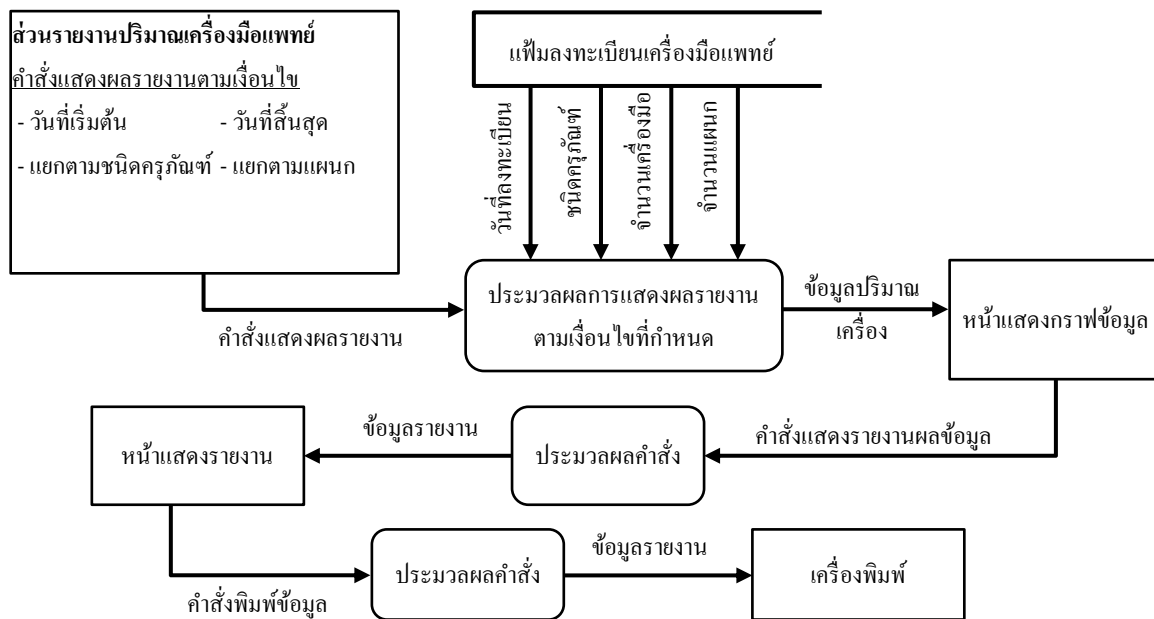 ส่วนรายงานปริมาณเครื่องมือแพทย์
คำสั่งแสดงผลรายงานตามเงื่อนไข
- วันที่เริ่มต้น - วันที่สิ้นสุด
- แยกตามชนิดครุภัณฑ์ - แยกตามแผนก
แฟ้มลงทะเบียนเครื่องมือแพทย์
วันที่ลงทะเบียน
ชนิดครุภัณฑ์
จำนวนเครื่องมือ
จำนวนแผนก
คำสั่งแสดงผลรายงาน
ประมวลผลการแสดงผลรายงาน
ตามเงื่อนไขที่กำหนด
ข้อมูลปริมาณ
เครื่อง
หน้าแสดงกราฟข้อมูล
คำสั่งแสดงรายงานผลข้อมูล
ประมวลผลคำสั่ง
ข้อมูลรายงาน
หน้าแสดงรายงาน
คำสั่งพิมพ์ข้อมูล
ประมวลผลคำสั่ง
ข้อมูลรายงาน
เครื่องพิมพ์